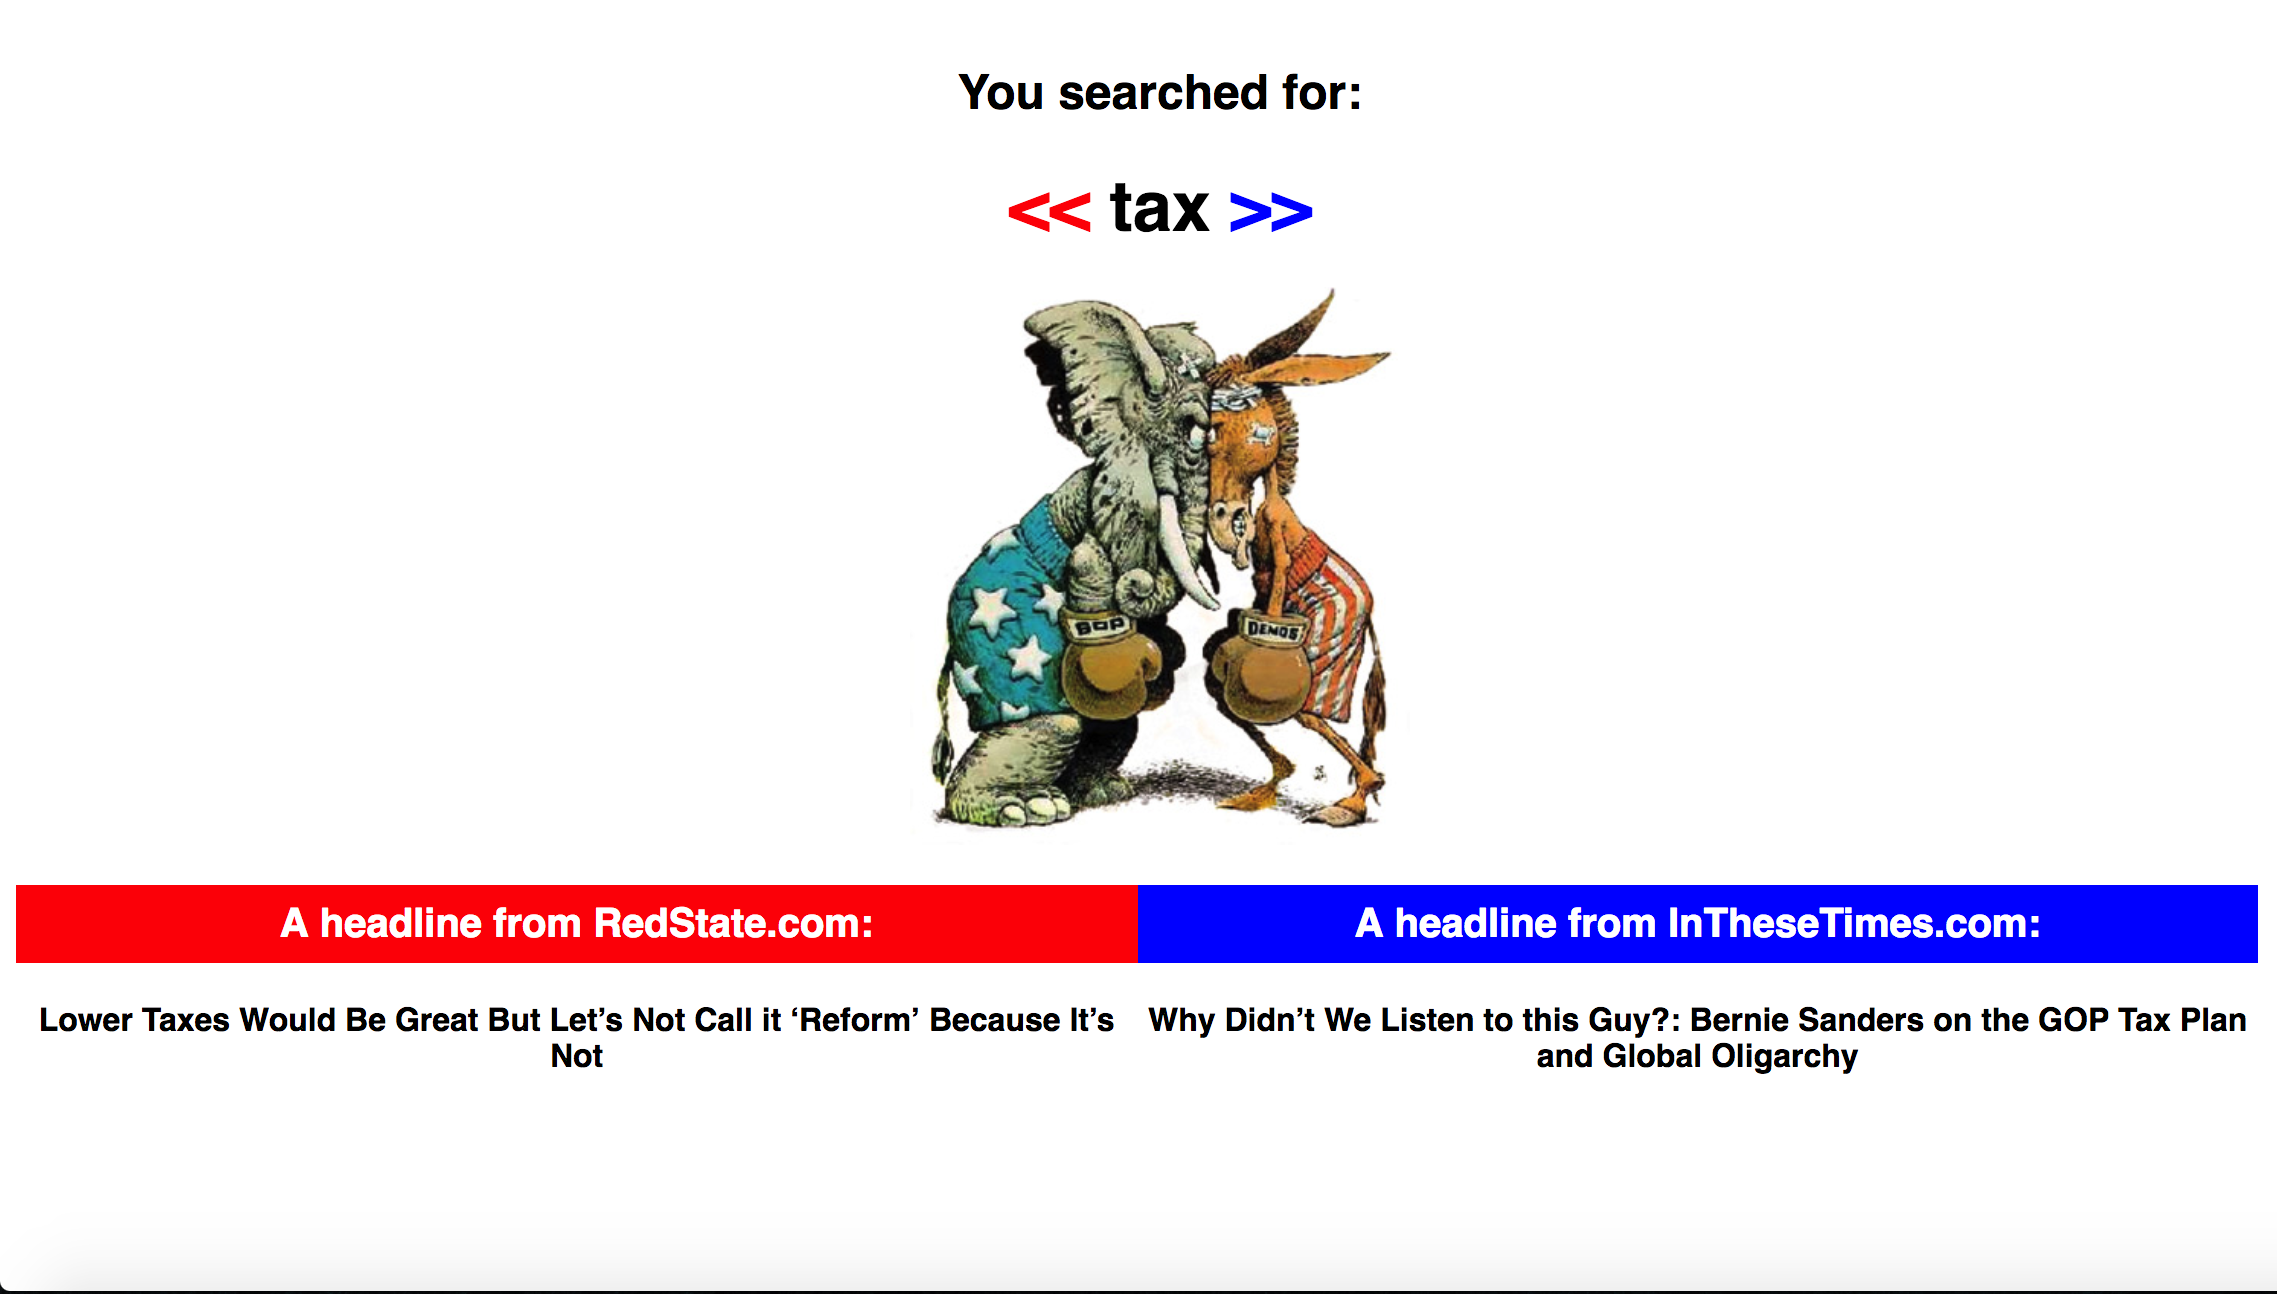 You searched for:
<< tax >>
GOP
DEMOS
A headline from RedState.com:
A headline from InTheseTimes.com:
Lower Taxes Would Be Great But Let’s Not Call it ‘Reform’ Because It’s
Not
Why Didn’t We Listen to this Guy?: Bernie Sanders on the GOP Tax Plan
and Global Oligarchy